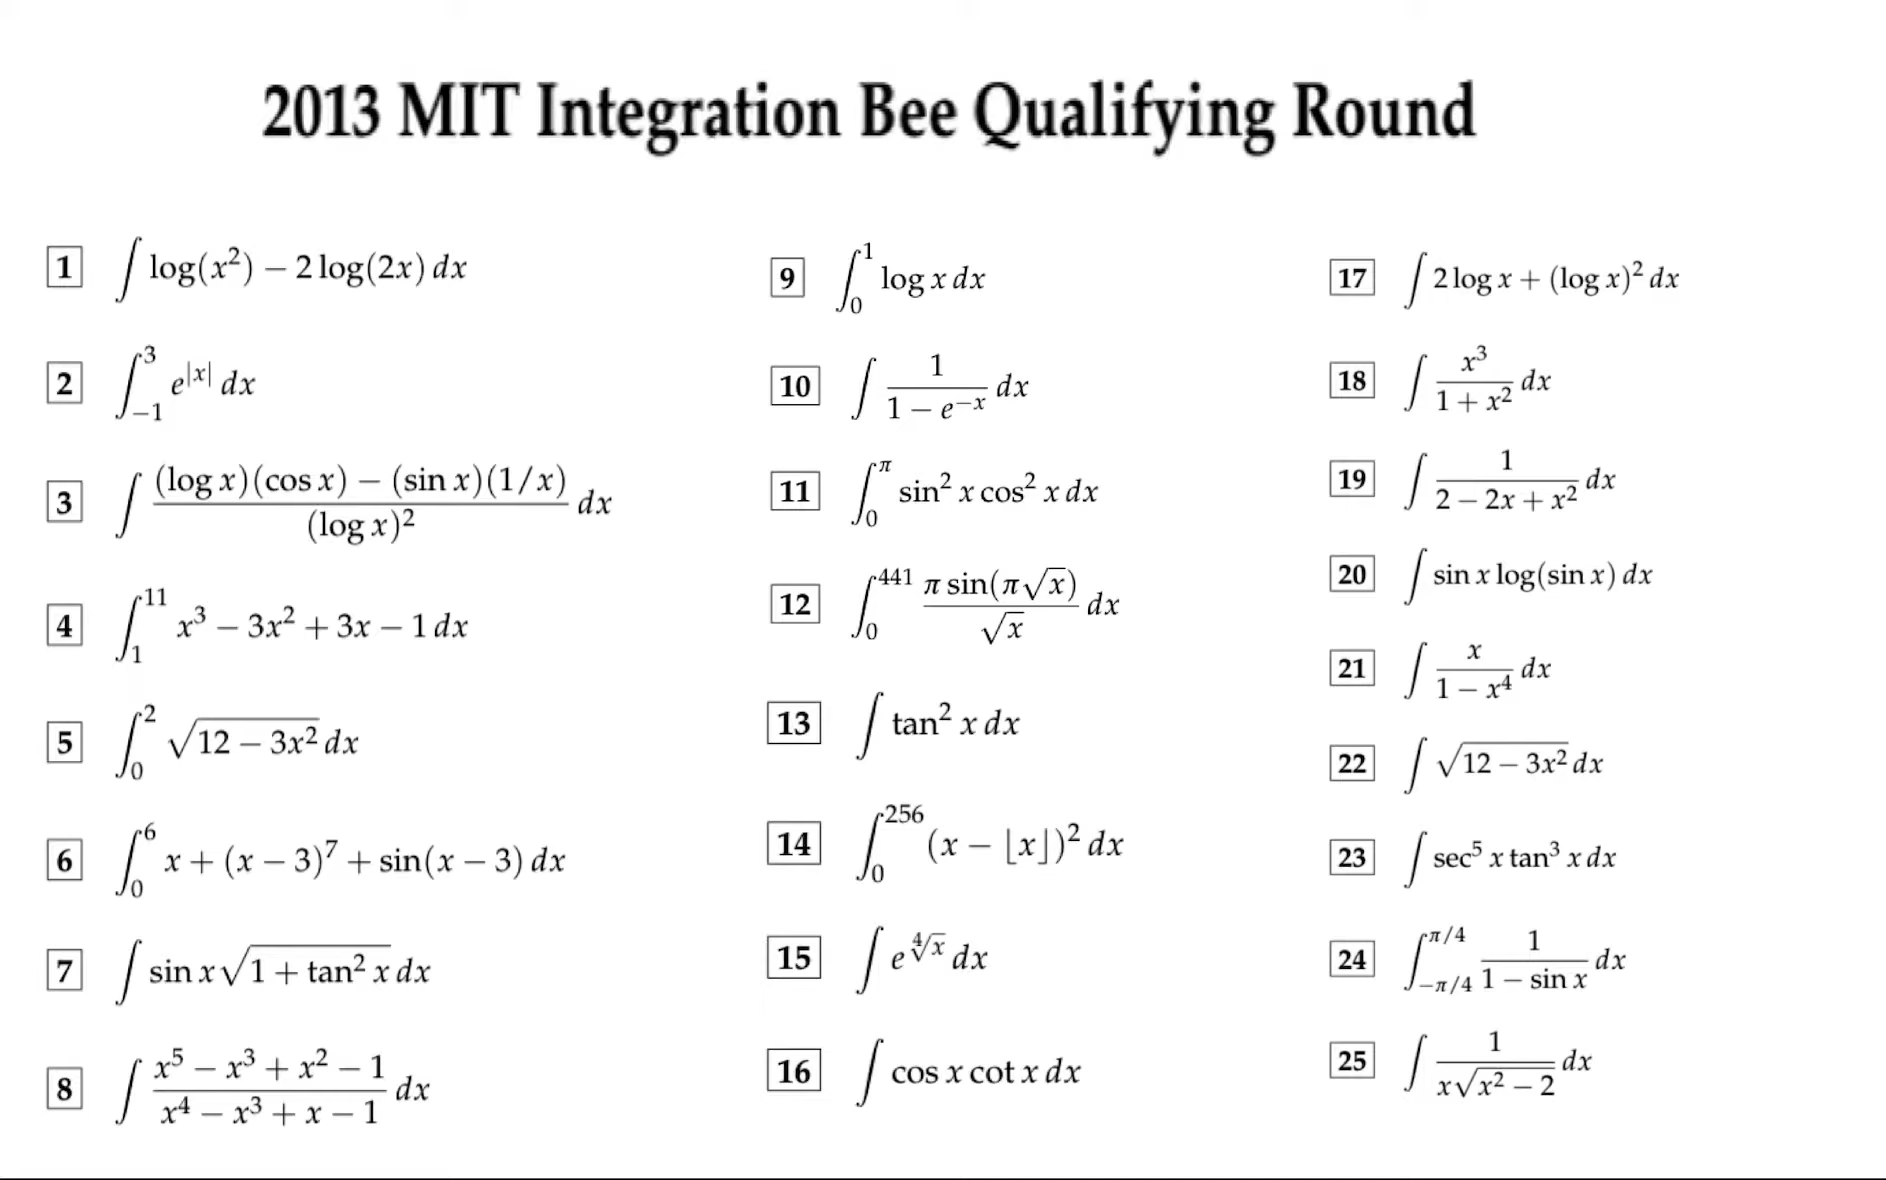 2013 MIT Integration Bee Qualifying Round
1 ∫ log(x²) − 2 log(2x) dx
2 ∫₋₁³ e^|x| dx
3 ∫ ((log x)(cos x) − (sin x)(1/x)) / (log x)² dx
4 ∫₁¹¹ x³ − 3x² + 3x − 1 dx
5 ∫₀² √(12 − 3x²) dx
6 ∫₀⁶ x + (x − 3)⁷ + sin(x − 3) dx
7 ∫ sin x√(1 + tan² x) dx
8 ∫ (x⁵ − x³ + x² − 1) / (x⁴ − x³ + x − 1) dx
9 ∫₀¹ log x dx
10 ∫ 1 / (1 − e^(−x)) dx
11 ∫₀^π sin² x cos² x dx
12 ∫₀⁴⁴¹ π sin(π√x) / √x dx
13 ∫ tan² x dx
14 ∫₀²⁵⁶ (x − ⌊x⌋)² dx
15 ∫ e^(∜x) dx
16 ∫ cos x cot x dx
17 ∫ 2 log x + (log x)² dx
18 ∫ x³ / (1 + x²) dx
19 ∫ 1 / (2 − 2x + x²) dx
20 ∫ sin x log(sin x) dx
21 ∫ x / (1 − x⁴) dx
22 ∫ √(12 − 3x²) dx
23 ∫ sec⁵ x tan³ x dx
24 ∫_(−π/4)^(π/4) 1 / (1 − sin x) dx
25 ∫ 1 / (x√(x² − 2)) dx